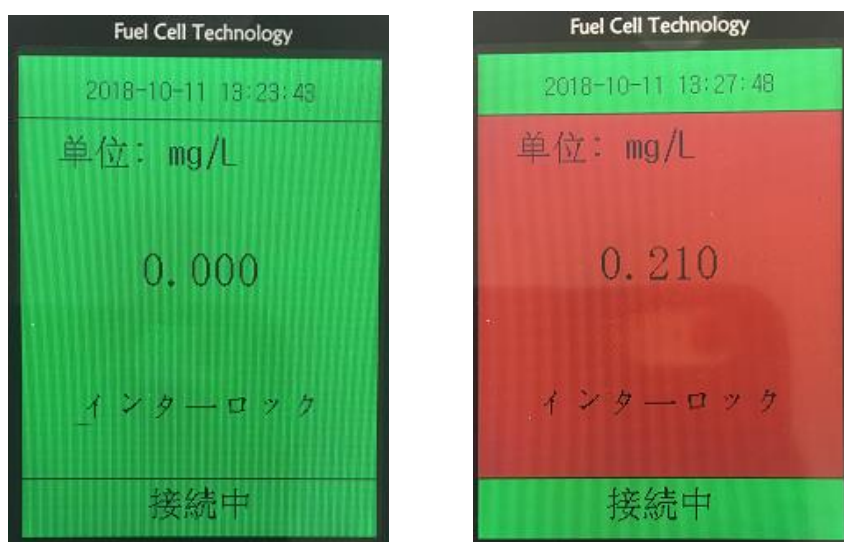 Fuel Cell Technology
2018-10-11 13:23:43
単位: mg/L
0.000
インターロック
接続中
Fuel Cell Technology
2018-10-11 13:27:48
単位: mg/L
0.210
インターロック
接続中